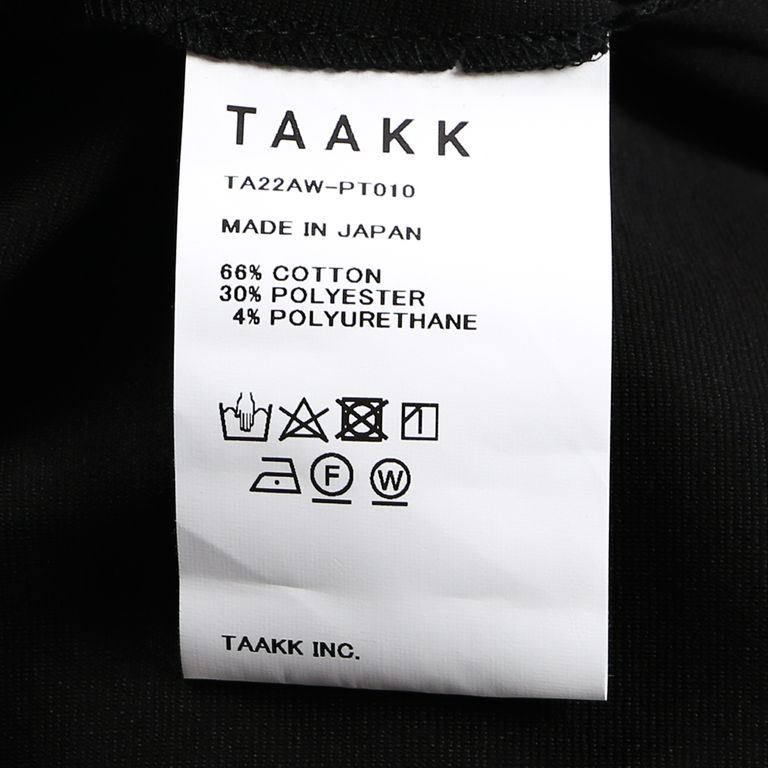 TAAKK
TA22AW-PT010
MADE IN JAPAN
66% COTTON
30% POLYESTER
4% POLYURETHANE
F W
TAAKK INC.